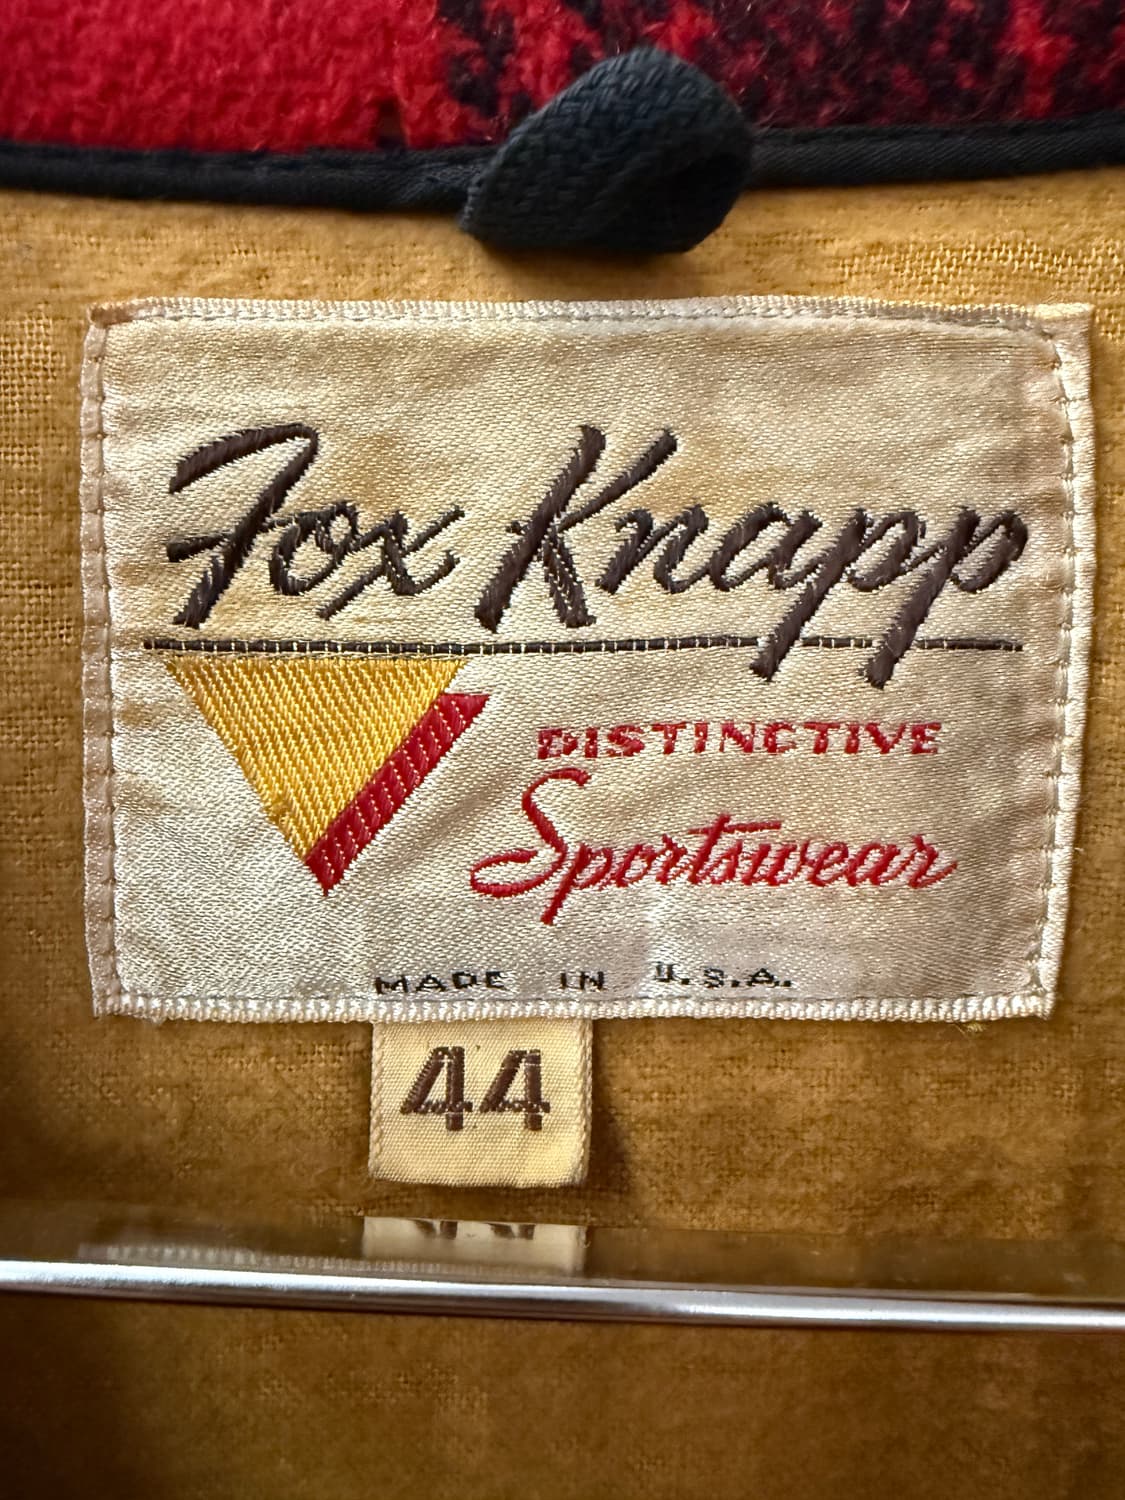 Fox Knapp
DISTINCTIVE
Sportswear
MADE IN U.S.A.
44